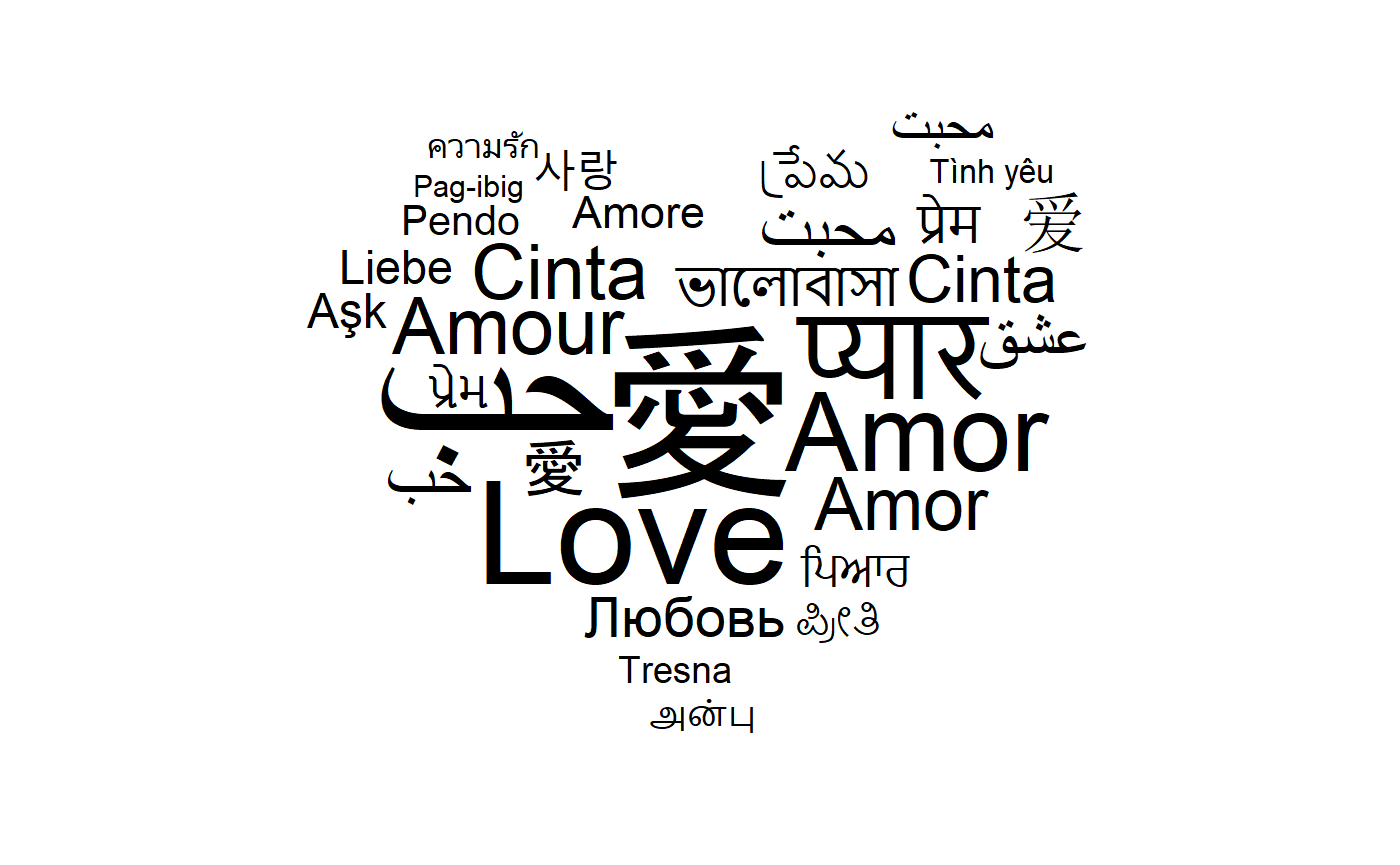 محبت
ความรัก
사랑
ప్రేమ
Tình yêu
Pag-ibig
Pendo
Amore
محبت
प्रेम
爱
Liebe
Cinta
ভালোবাসা
Cinta
Aşk
Amour
愛
प्यार
عشق
حب
પ્રેમ
Amor
حب
愛
Love
Amor
ਪਿਆਰ
Любовь
ಪ್ರೀತಿ
Tresna
அன்பு